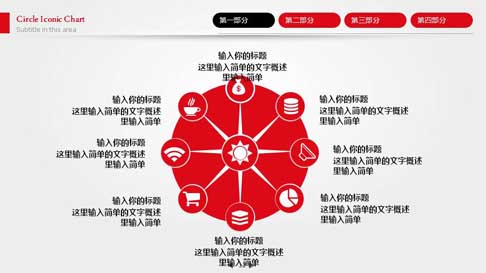 Circle Iconic Chart
Subtitle in this area
第一部分
第二部分
第三部分
第四部分
输入你的标题
这里输入简单的文字概述
里输入简单
输入你的标题
这里输入简单的文字概述
里输入简单
输入你的标题
这里输入简单的文字概述
里输入简单
输入你的标题
这里输入简单的文字概述
里输入简单
输入你的标题
这里输入简单的文字概述
里输入简单
输入你的标题
这里输入简单的文字概述
里输入简单
输入你的标题
这里输入简单的文字概述
里输入简单
输入你的标题
这里输入简单的文字概述
里输入简单